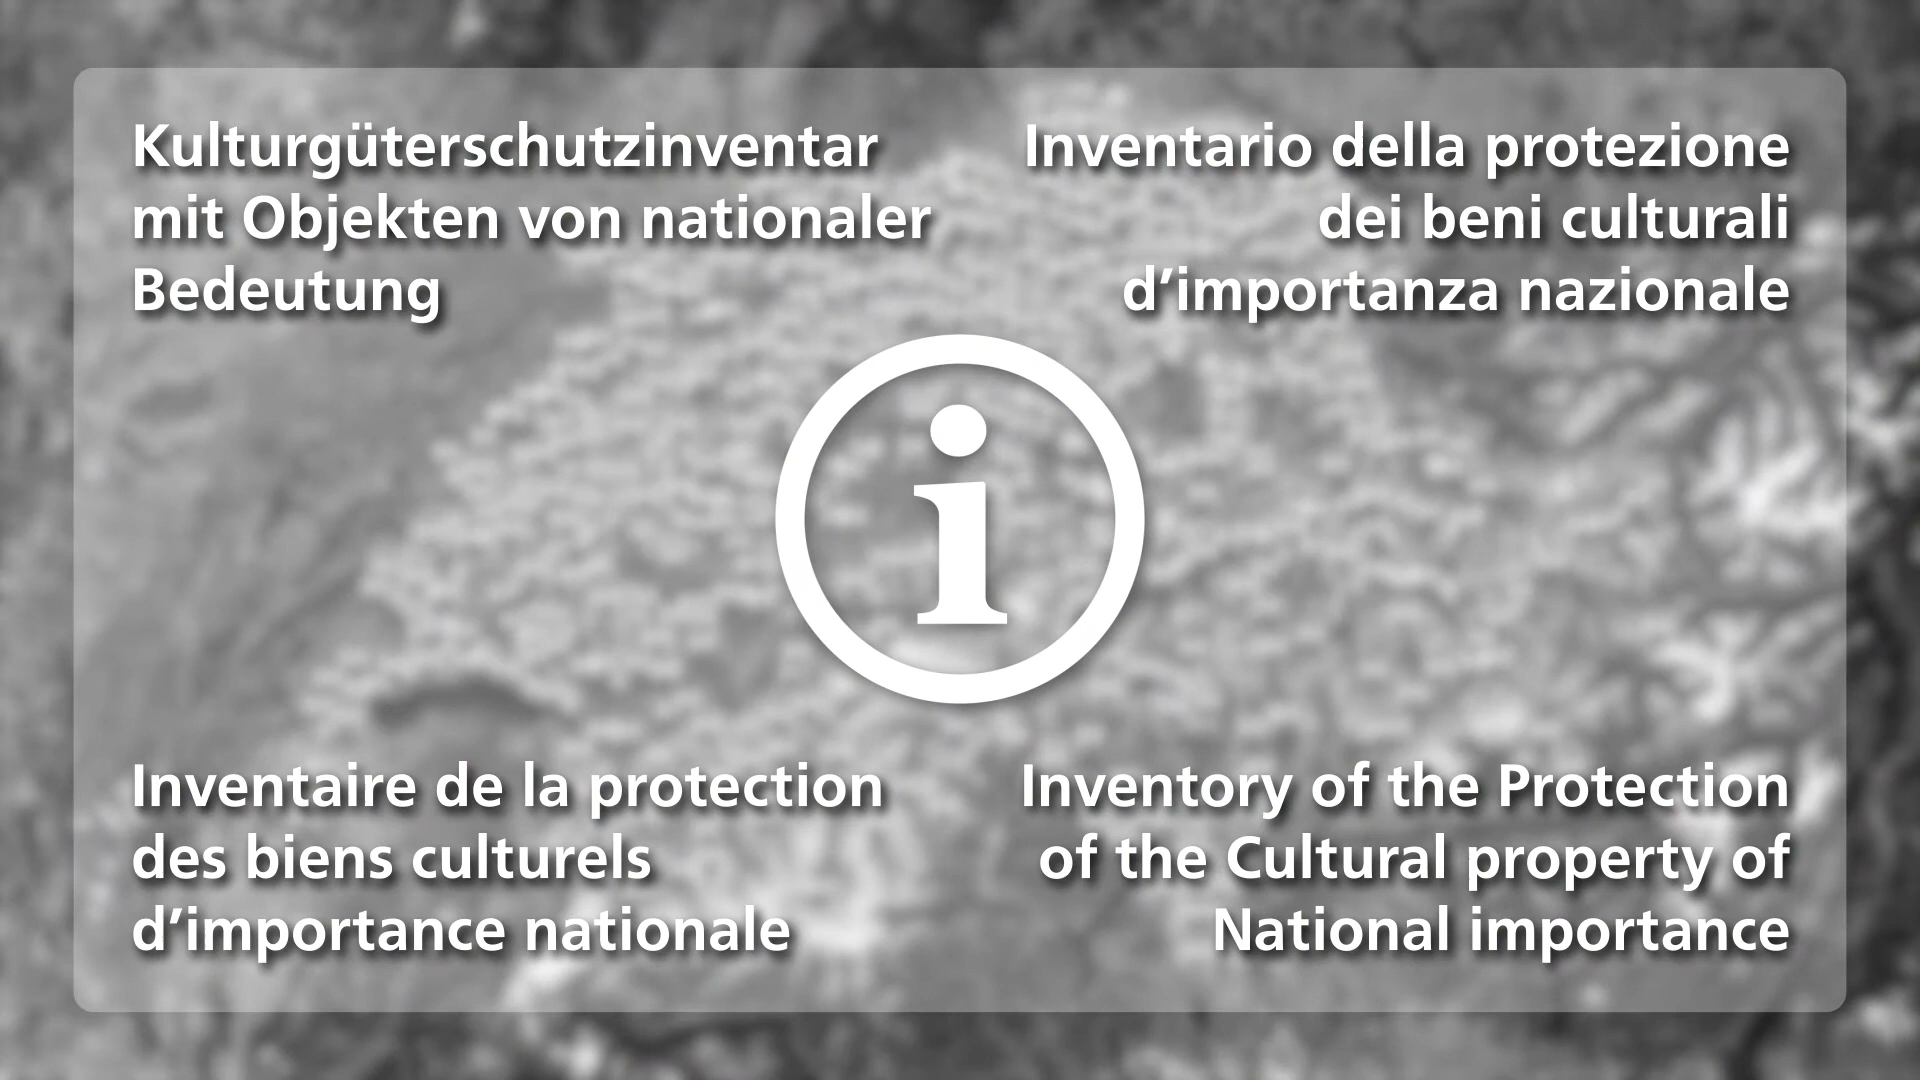 Kulturgüterschutzinventar
mit Objekten von nationaler
Bedeutung
Inventario della protezione
dei beni culturali
d’importanza nazionale
i
Inventaire de la protection
des biens culturels
d’importance nationale
Inventory of the Protection
of the Cultural property of
National importance